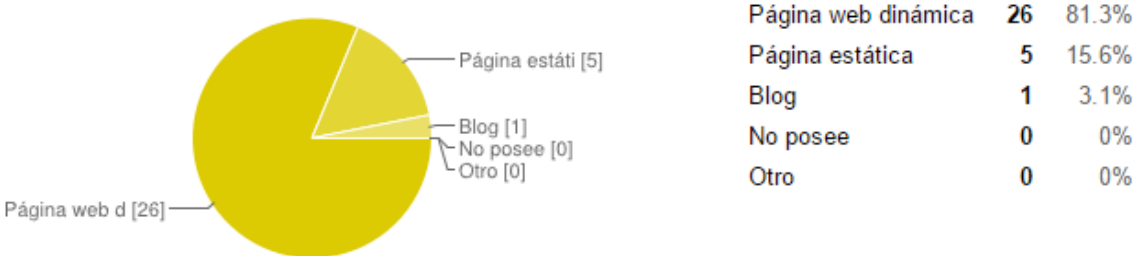 Página estáti [5]
Blog [1]
No posee [0]
Otro [0]
Página web d [26]
Página web dinámica 26 81.3%
Página estática 5 15.6%
Blog 1 3.1%
No posee 0 0%
Otro 0 0%